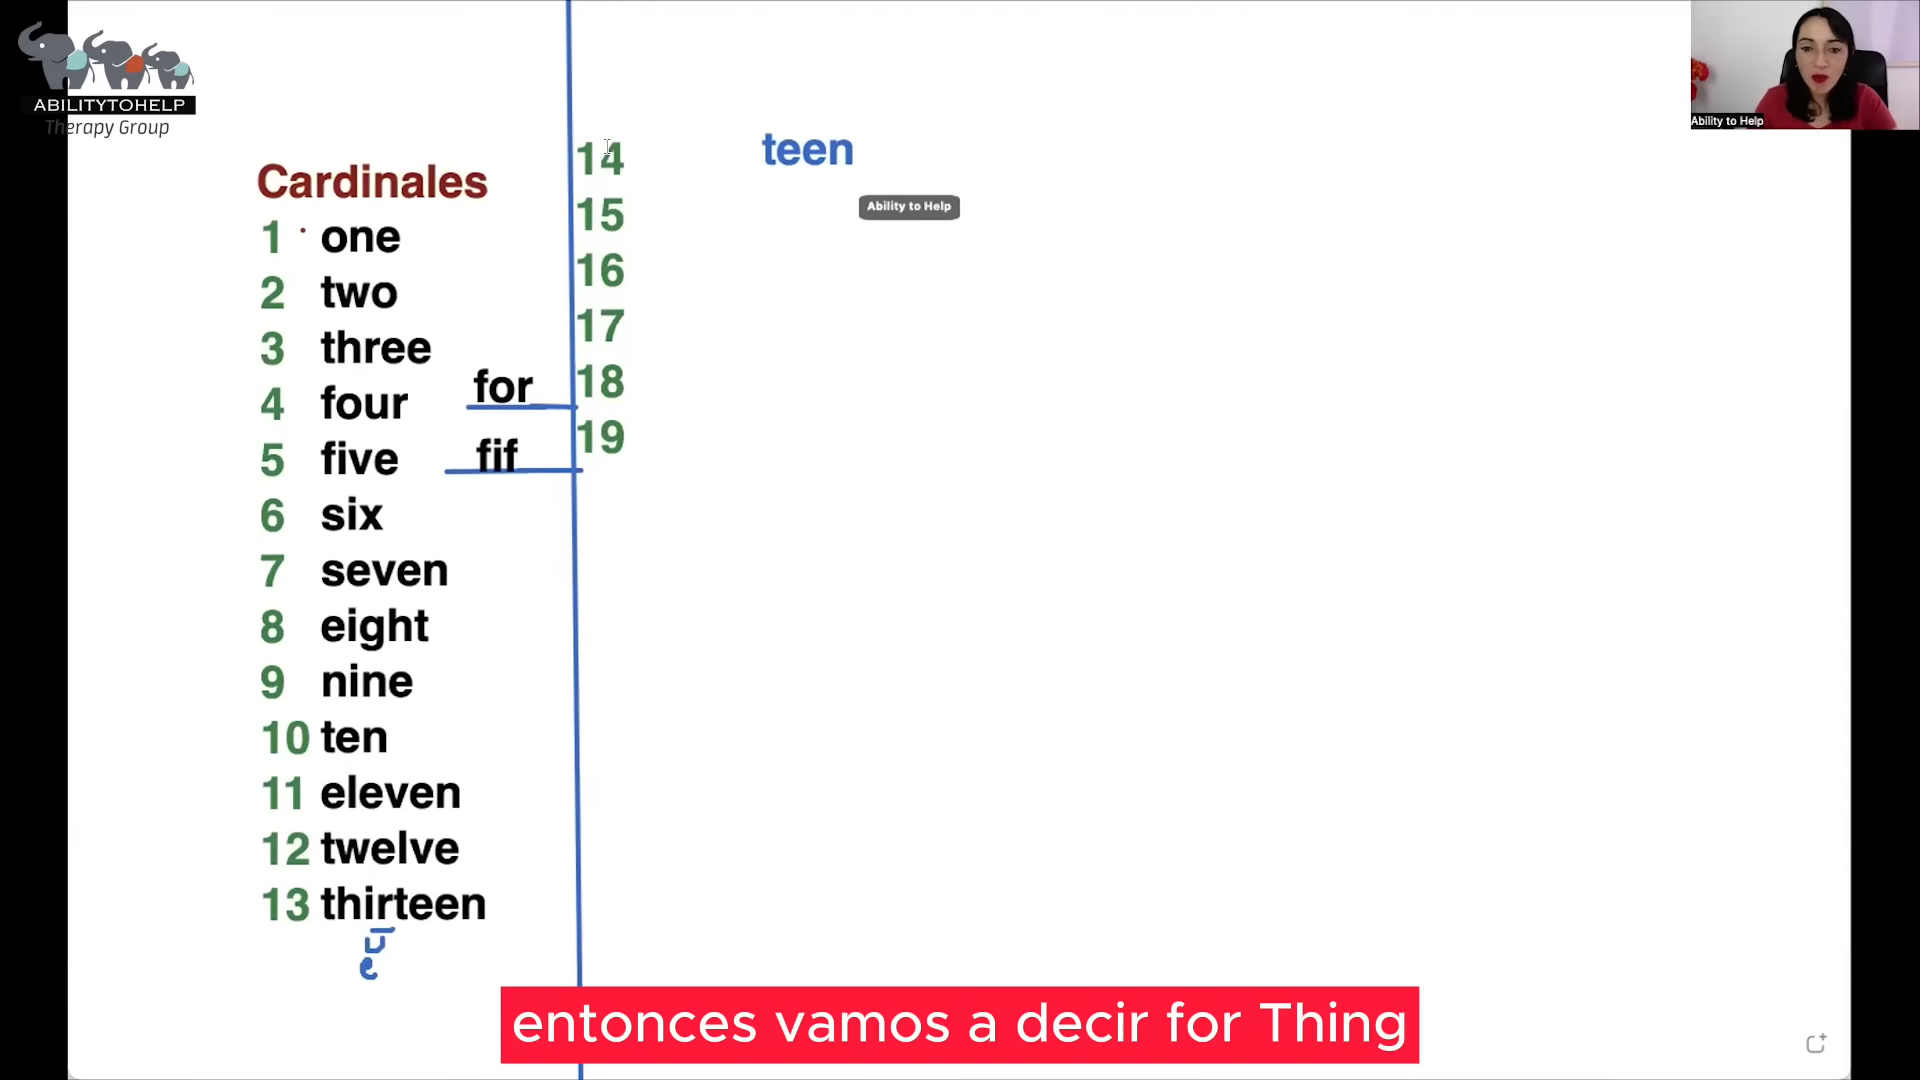 ABILITYTOHELP
Therapy Group
Ability to Help
teen
Ability to Help
Cardinales
1 one
2 two
3 three
4 four for
5 five fif
6 six
7 seven
8 eight
9 nine
10 ten
11 eleven
12 twelve
13 thirteen
u
e
14
15
16
17
18
19
entonces vamos a decir for Thing